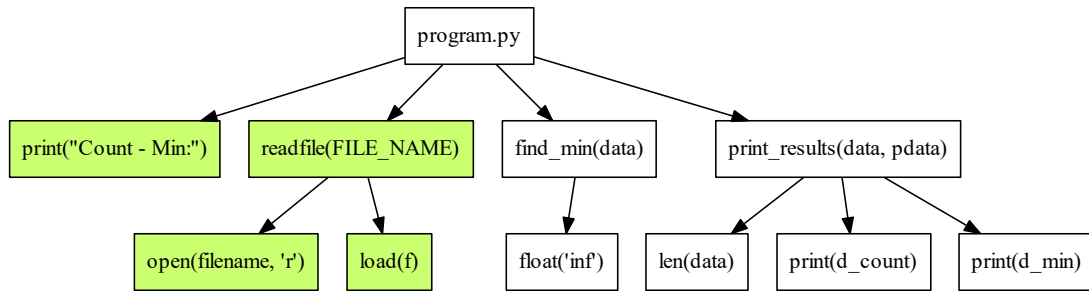 program.py
print("Count - Min:")
readfile(FILE_NAME)
find_min(data)
print_results(data, pdata)
open(filename, 'r')
load(f)
float('inf')
len(data)
print(d_count)
print(d_min)